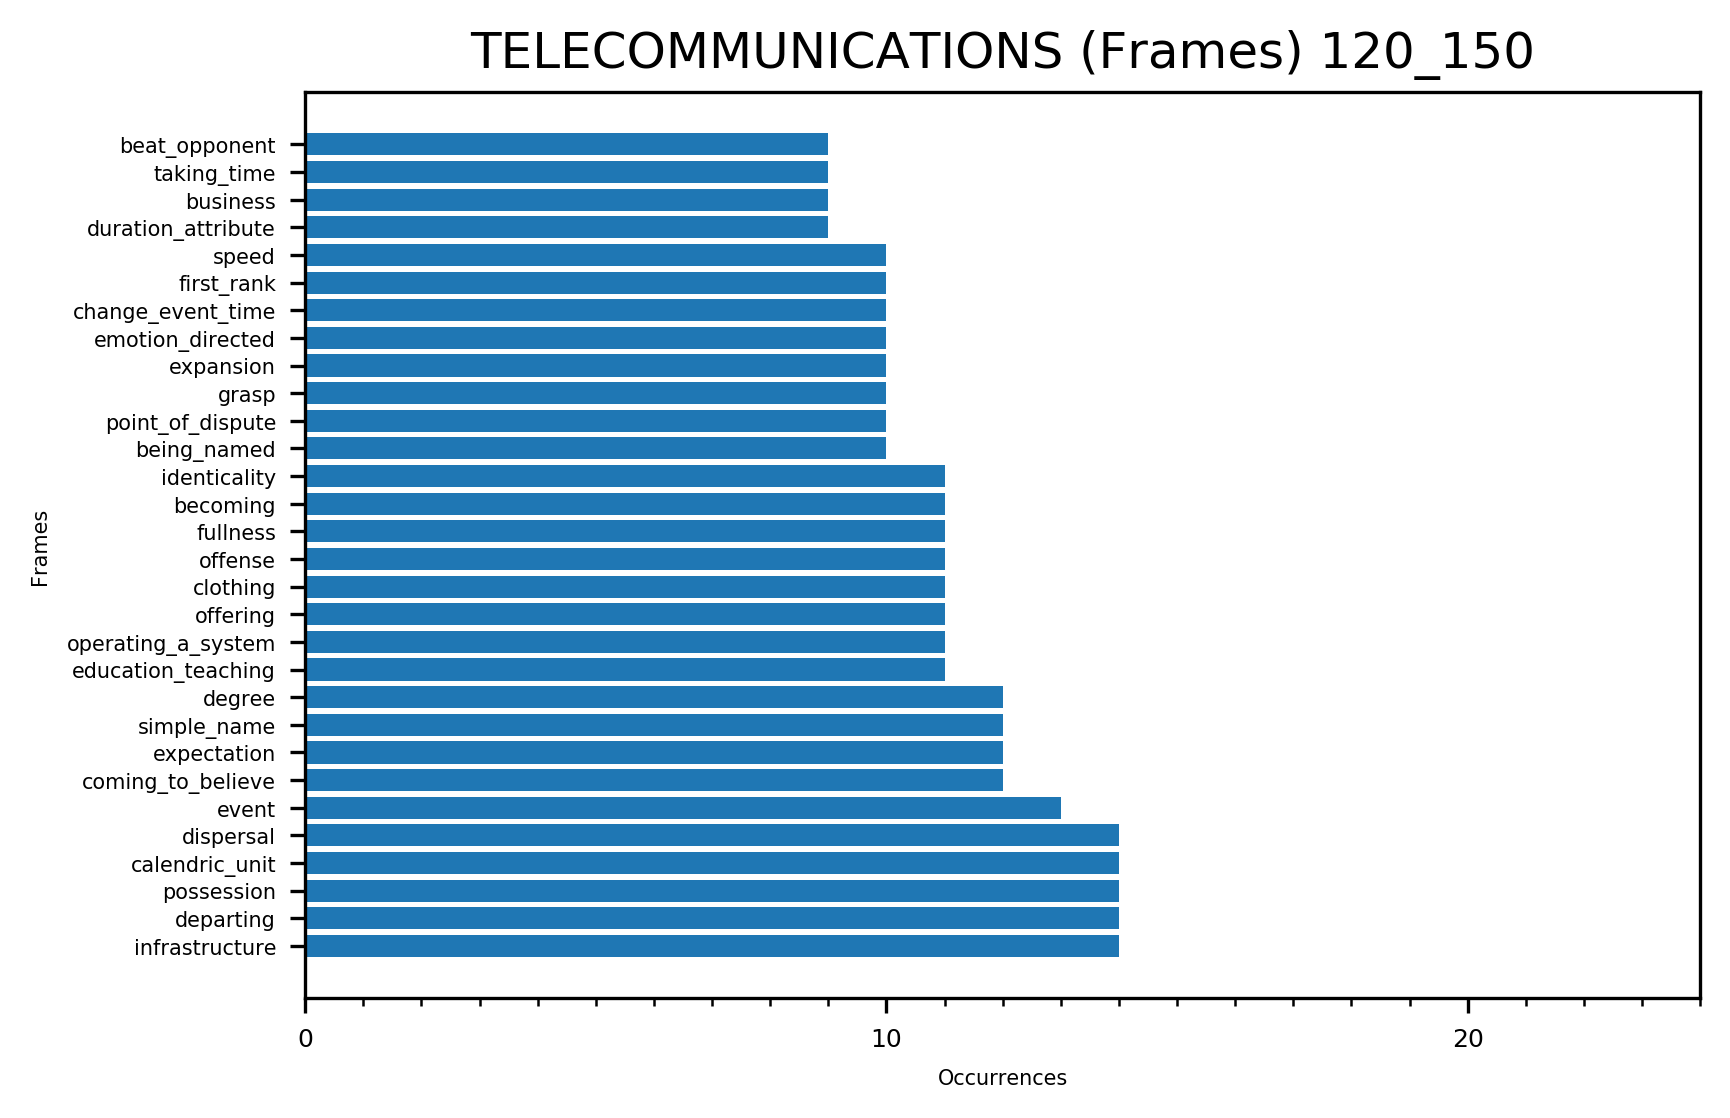 TELECOMMUNICATIONS (Frames) 120_150
beat_opponent
taking_time
business
duration_attribute
speed
first_rank
change_event_time
emotion_directed
expansion
grasp
point_of_dispute
being_named
identicality
becoming
fullness
offense
clothing
offering
operating_a_system
education_teaching
degree
simple_name
expectation
coming_to_believe
event
dispersal
calendric_unit
possession
departing
infrastructure
Frames
0 10 20
Occurrences